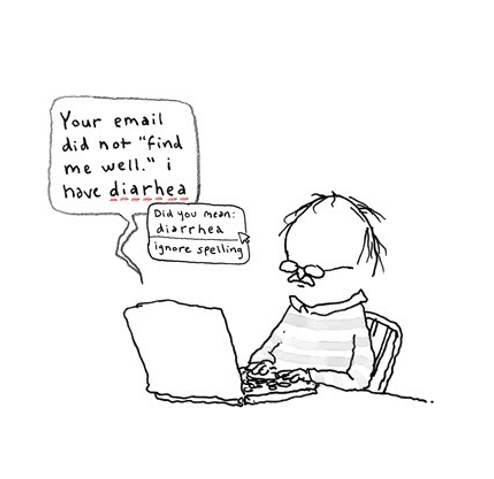 Your email
did not "find
me well." i
have diarhea
Did you mean:
diarrhea
ignore spelling